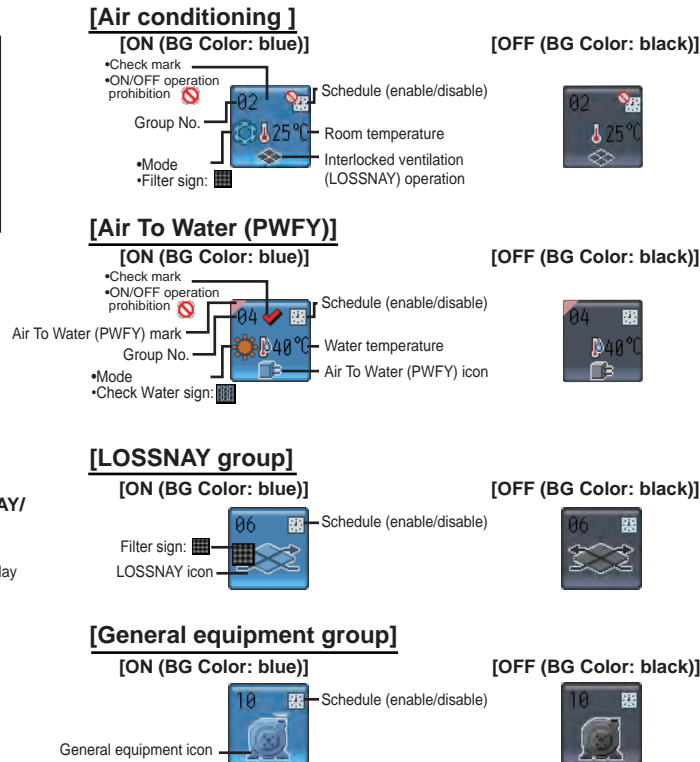 [Air conditioning ]
[ON (BG Color: blue)]
[OFF (BG Color: black)]
•Check mark
•ON/OFF operation
prohibition
Schedule (enable/disable)
02
02
Group No.
25°C
Room temperature
25°C
•Mode
•Filter sign:
Interlocked ventilation
(LOSSNAY) operation
[Air To Water (PWFY)]
[ON (BG Color: blue)]
[OFF (BG Color: black)]
•Check mark
•ON/OFF operation
prohibition
Schedule (enable/disable)
04
04
Air To Water (PWFY) mark
Group No.
40°C
Water temperature
40°C
•Mode
•Check Water sign:
Air To Water (PWFY) icon
[LOSSNAY group]
[ON (BG Color: blue)]
[OFF (BG Color: black)]
AY/
06
Schedule (enable/disable)
06
Filter sign:
LOSSNAY icon
lay
[General equipment group]
[ON (BG Color: blue)]
[OFF (BG Color: black)]
10
Schedule (enable/disable)
10
General equipment icon